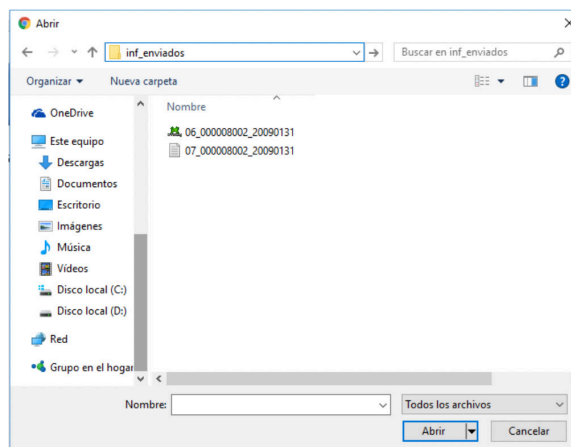 Abrir
inf_enviados
Buscar en inf_enviados
Organizar
Nueva carpeta
OneDrive
Este equipo
Descargas
Documentos
Escritorio
Imágenes
Música
Vídeos
Disco local (C:)
Disco local (D:)
Red
Grupo en el hogar
Nombre
06_000008002_20090131
07_000008002_20090131
Nombre:
Todos los archivos
Abrir
Cancelar